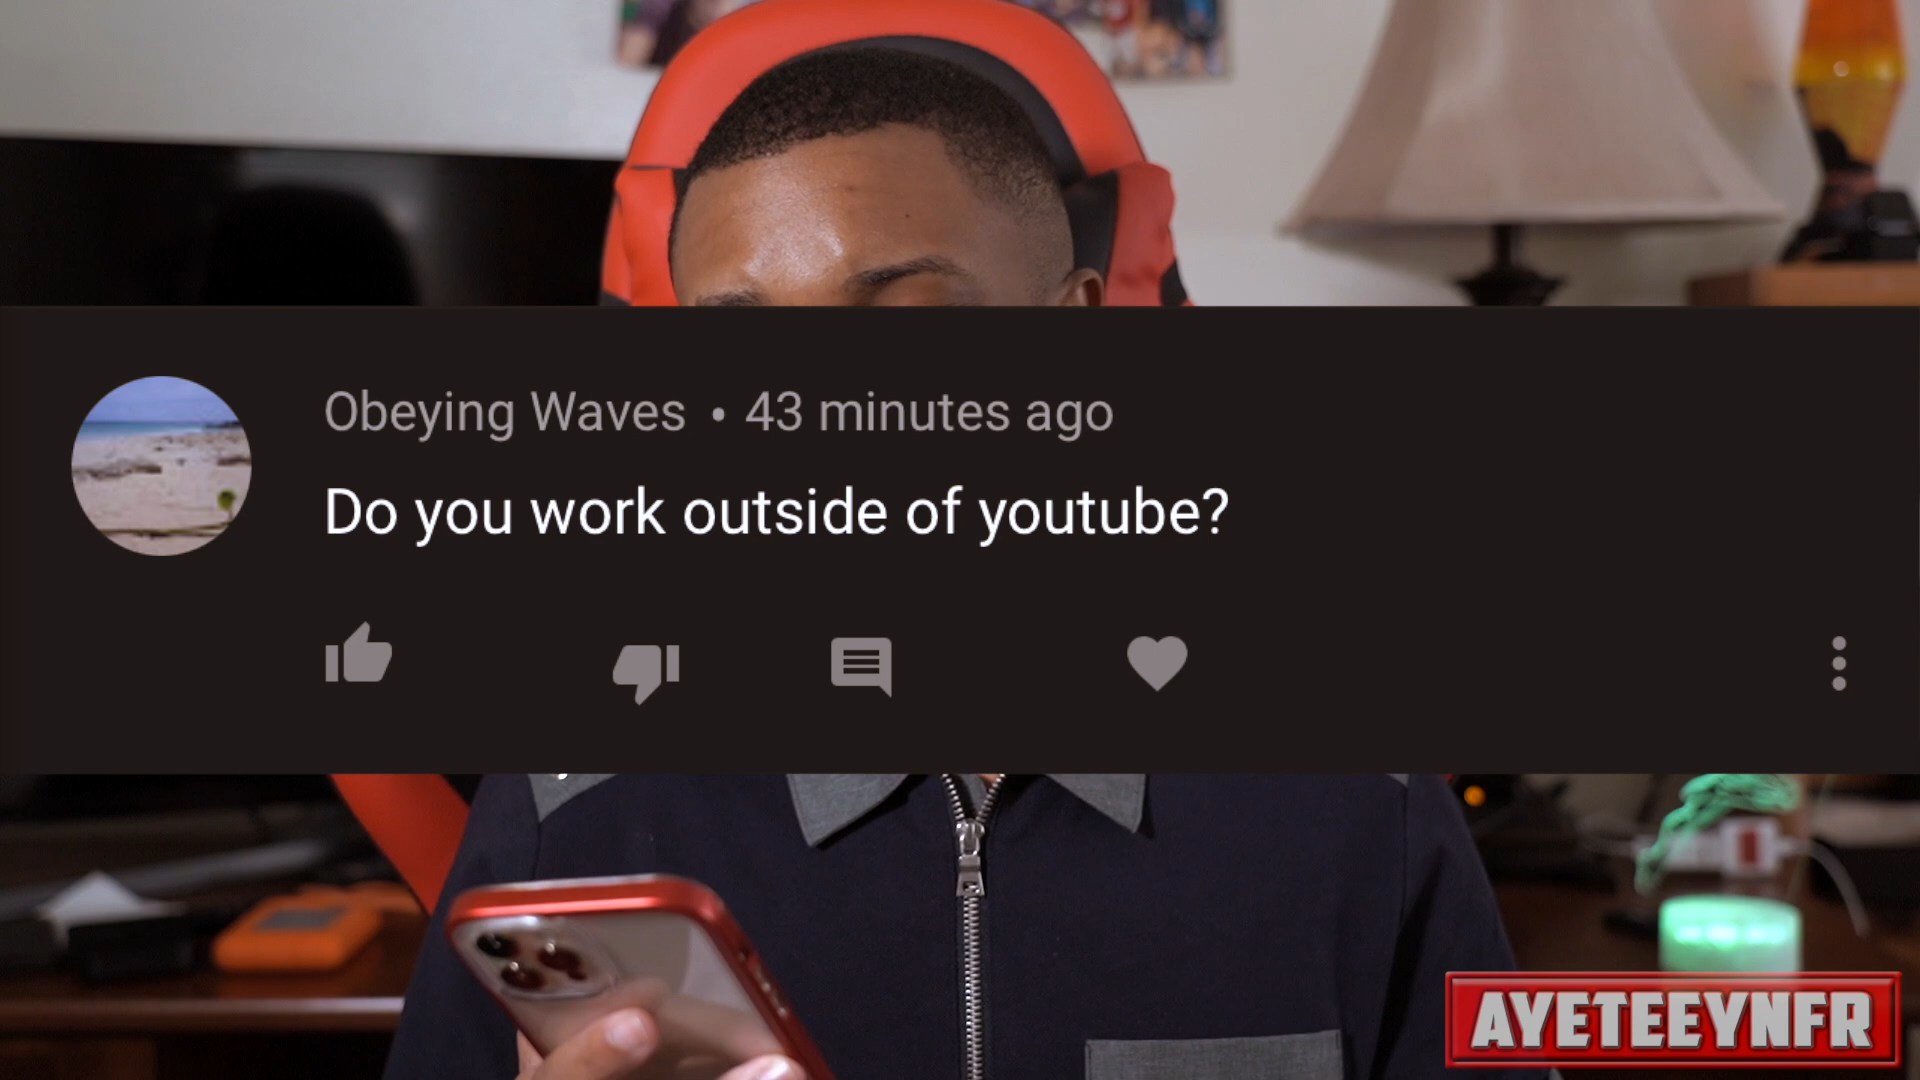 Obeying Waves • 43 minutes ago
Do you work outside of youtube?
AYETEEYNFR